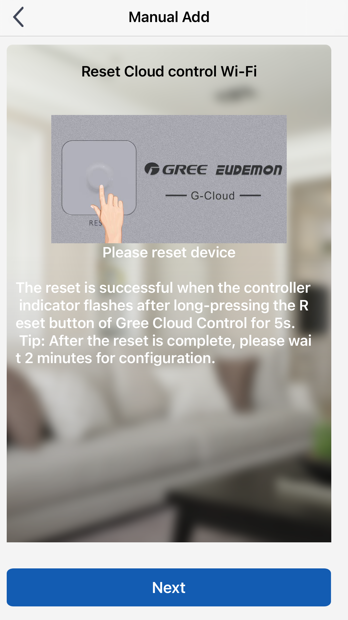 Manual Add
Reset Cloud control Wi-Fi
GREE EUDEMON
G-Cloud
RES
Please reset device
The reset is successful when the controller
indicator flashes after long-pressing the R
eset button of Gree Cloud Control for 5s.
Tip: After the reset is complete, please wai
t 2 minutes for configuration.
Next